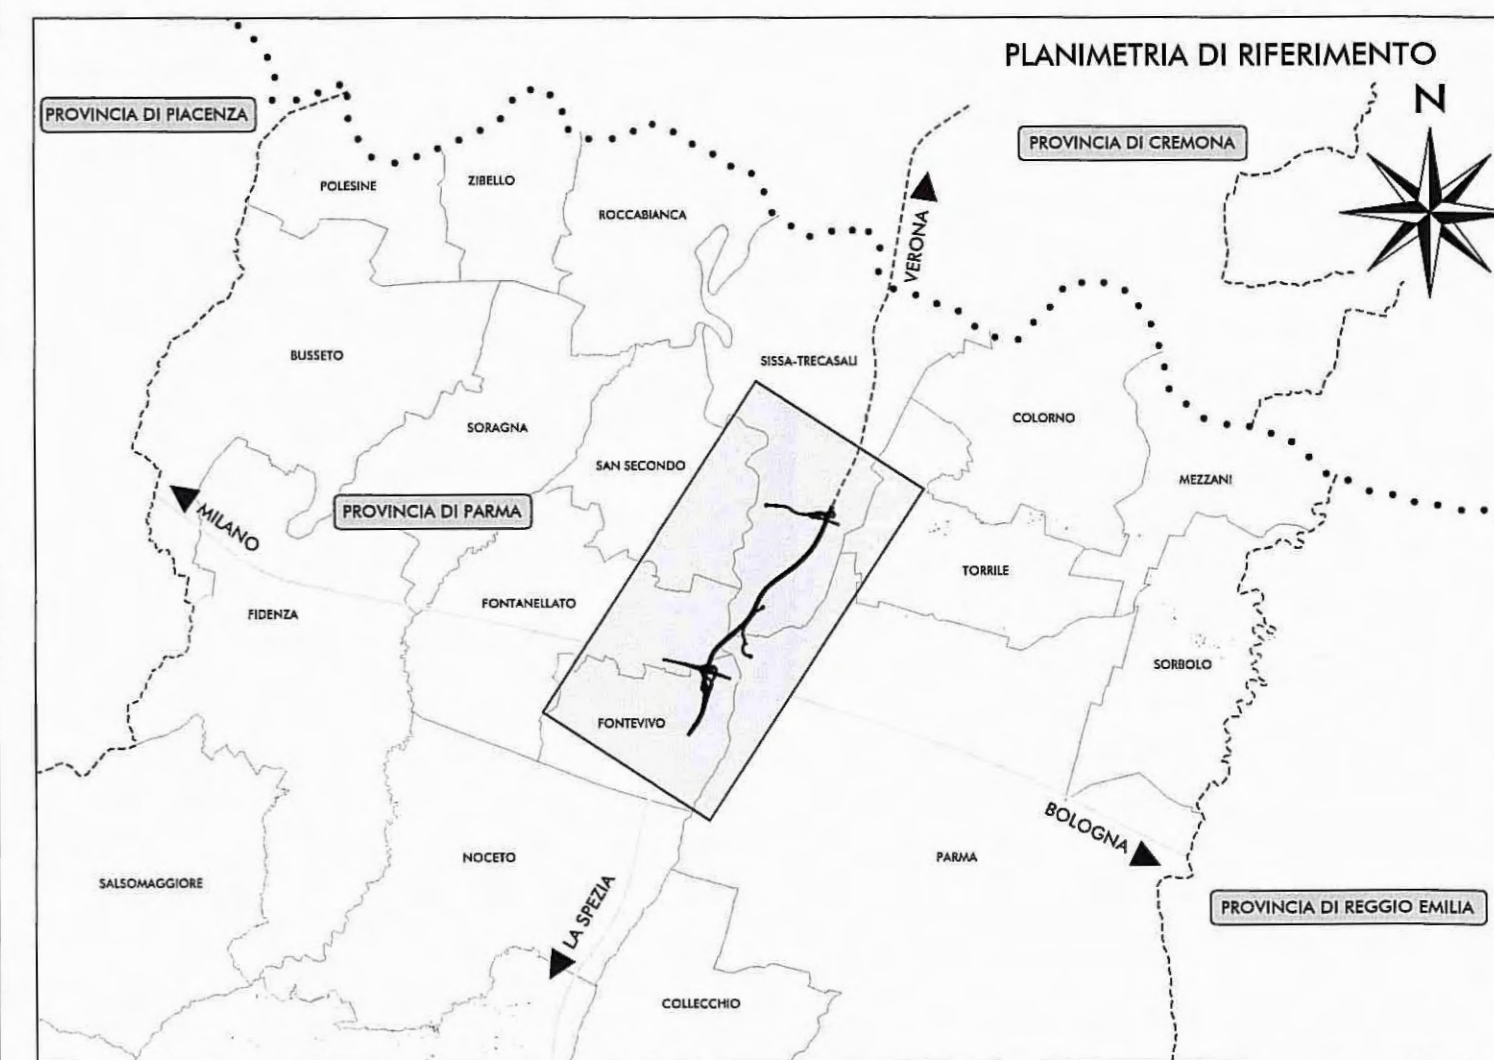 PLANIMETRIA DI RIFERIMENTO
N
PROVINCIA DI PIACENZA
PROVINCIA DI CREMONA
POLESINE
ZIBELLO
ROCCABIANCA
VERONA
BUSSETO
SISSA-TRECASALI
SORAGNA
COLORNO
SAN SECONDO
MEZZANI
PROVINCIA DI PARMA
MILANO
TORRILE
FONTANELLATO
FIDENZA
SORBOLO
FONTEVIVO
BOLOGNA
NOCETO
PARMA
SALSOMAGGIORE
LA SPEZIA
PROVINCIA DI REGGIO EMILIA
COLLECCHIO